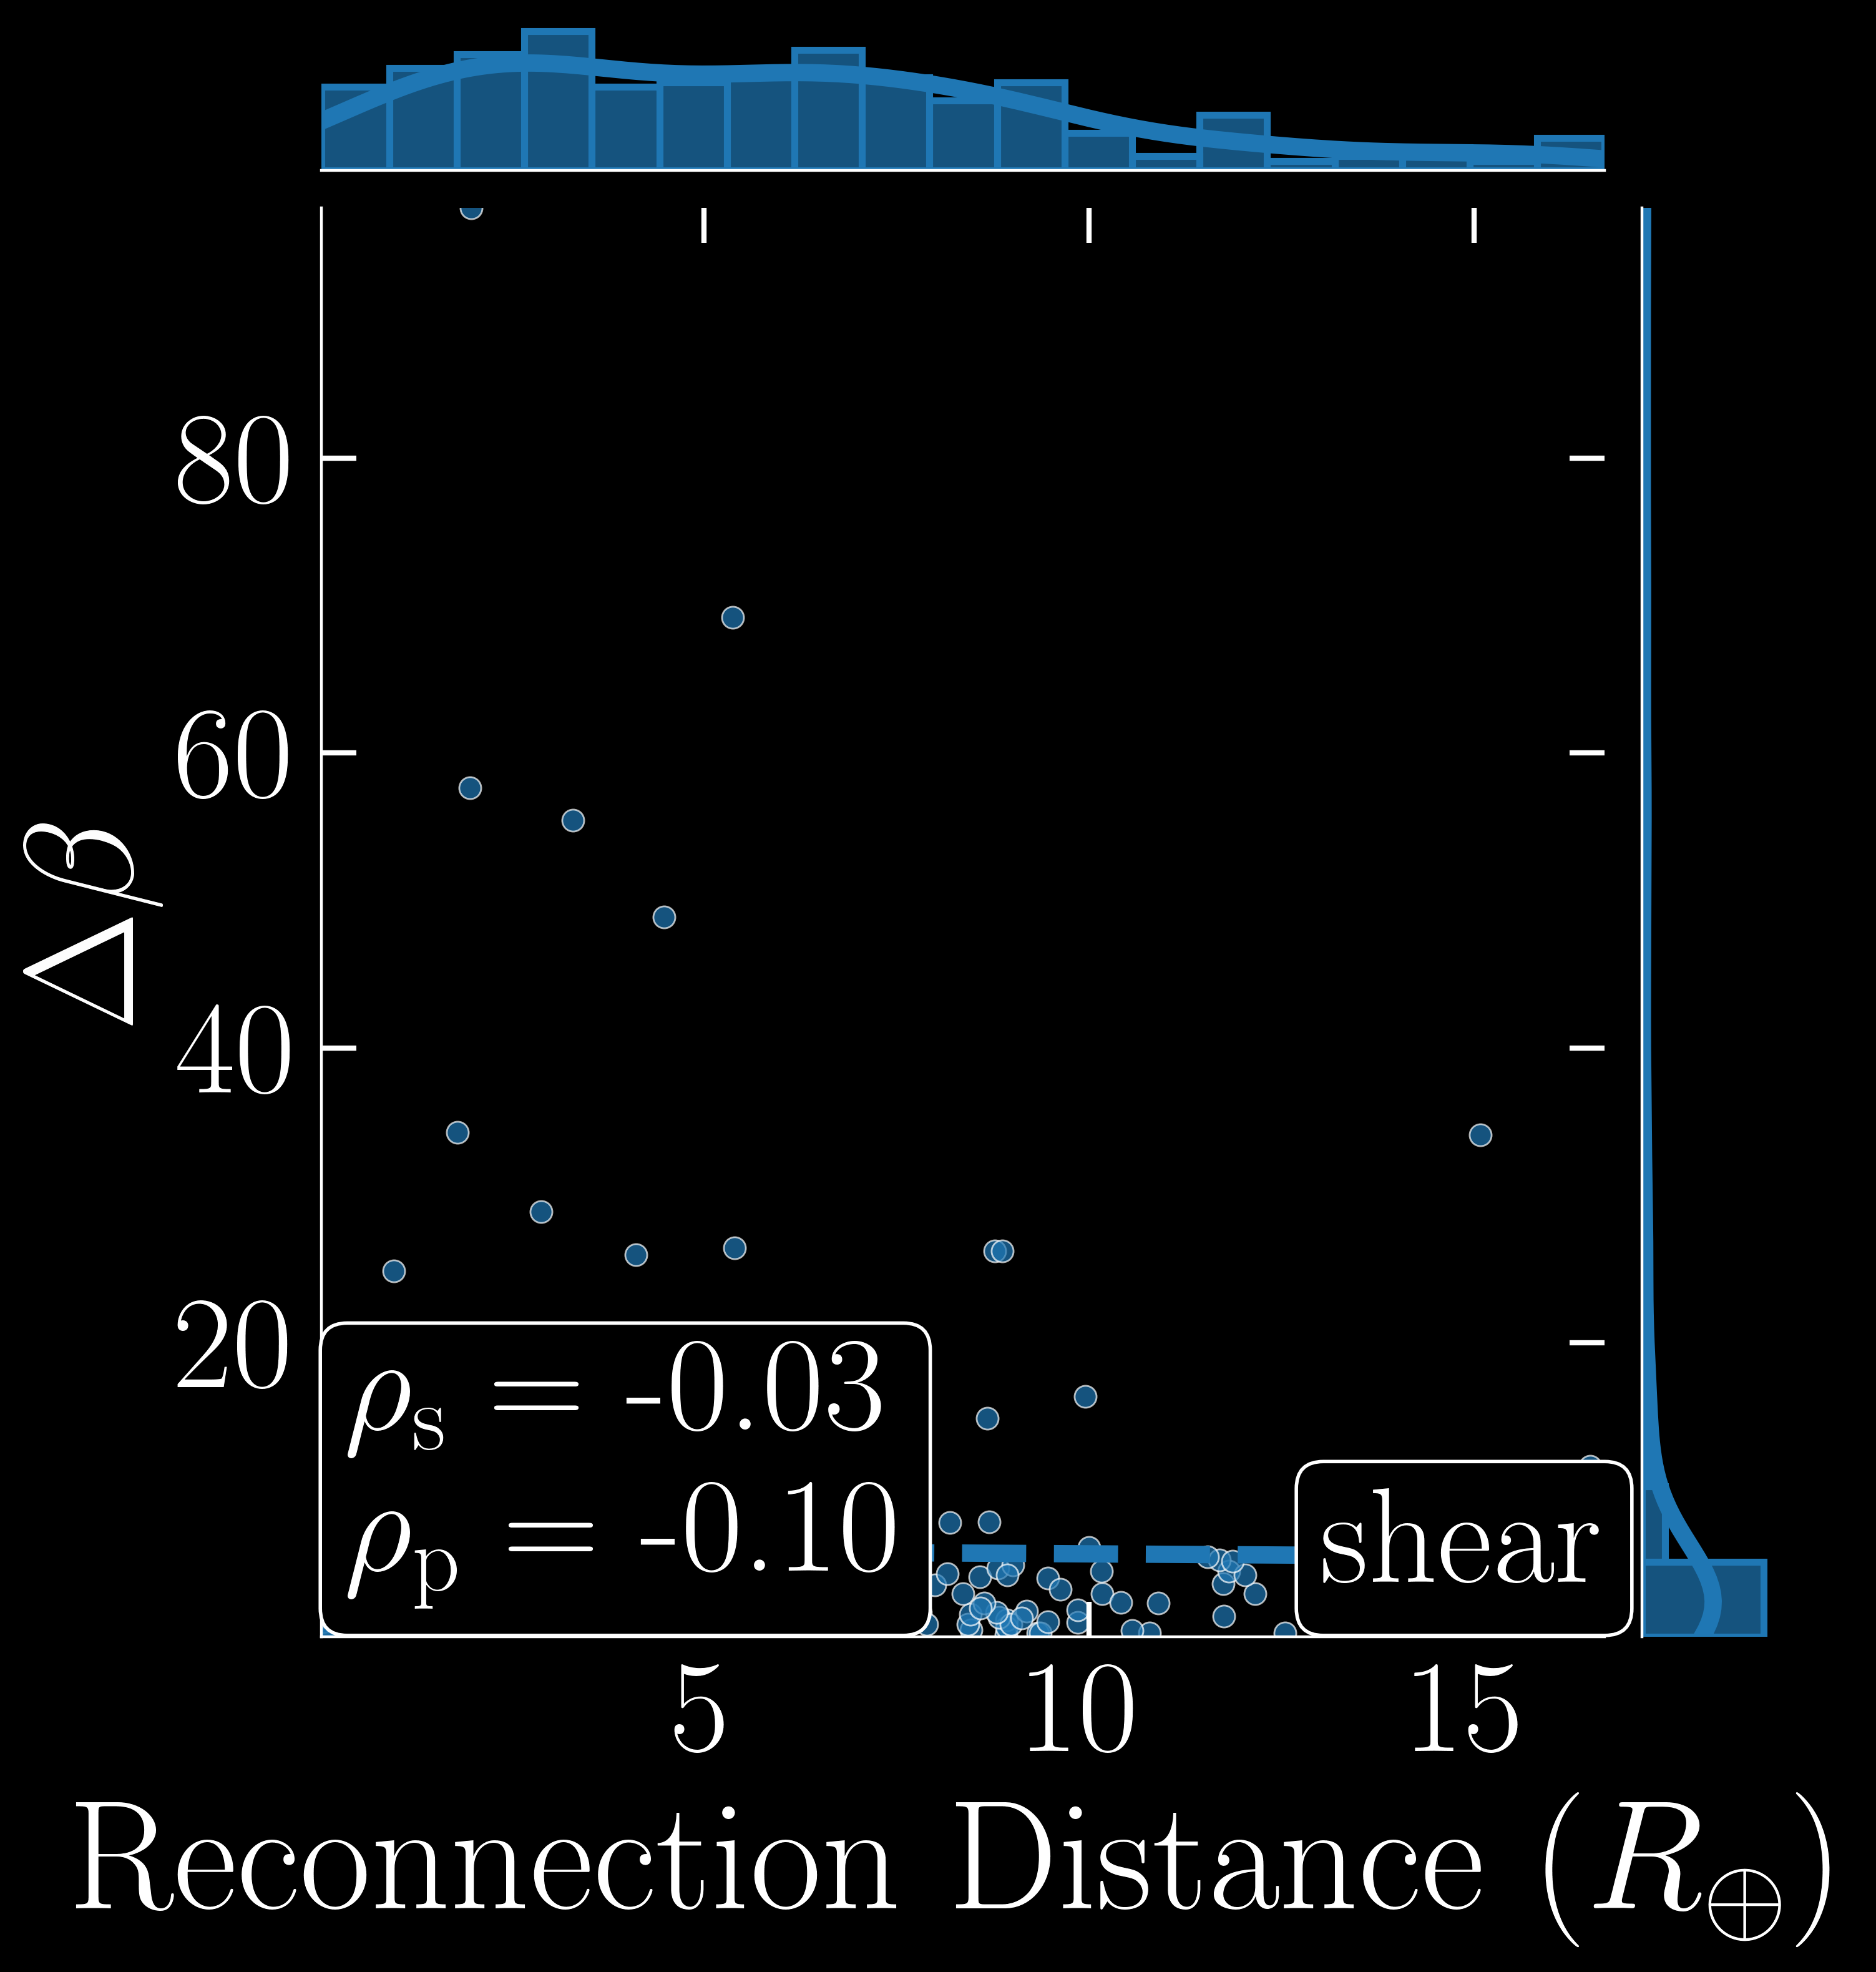 80
60
40
20
Δβ
ρs = -0.03
ρp = -0.10
shear
5 10 15
Reconnection Distance (R⊕)